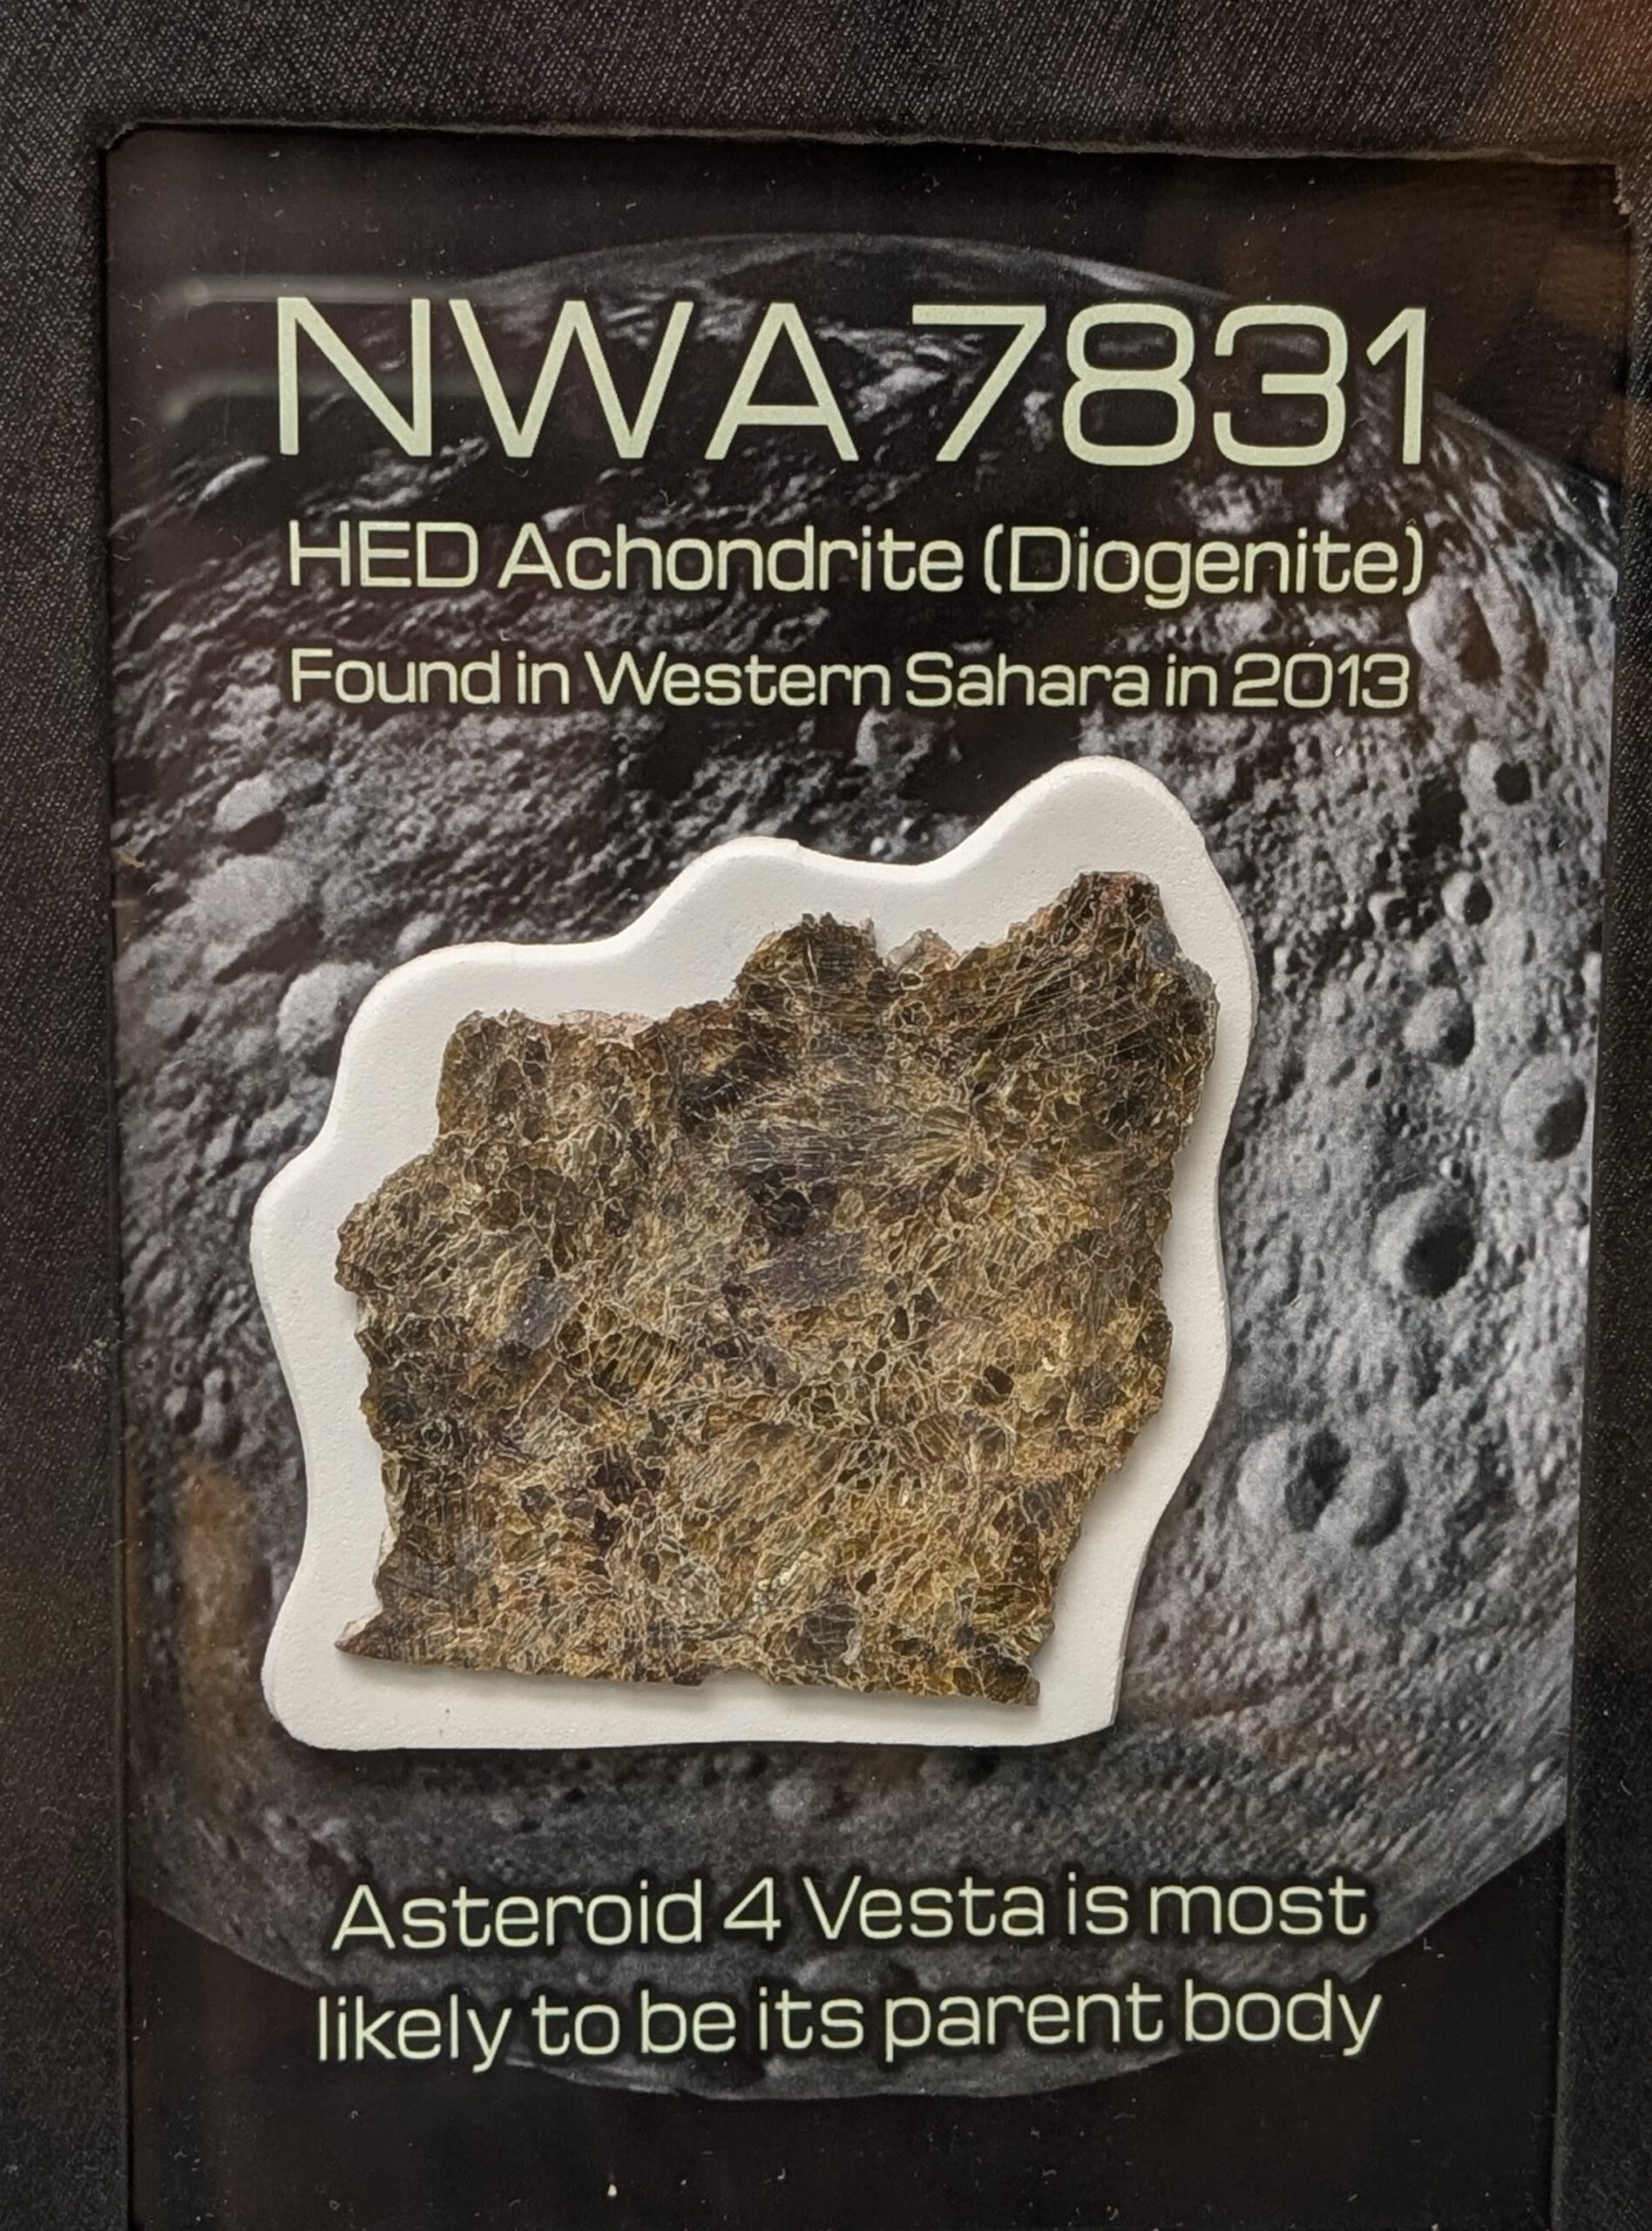 NWA 7831
HED Achondrite (Diogenite)
Found in Western Sahara in 2013
Asteroid 4 Vesta is most
likely to be its parent body